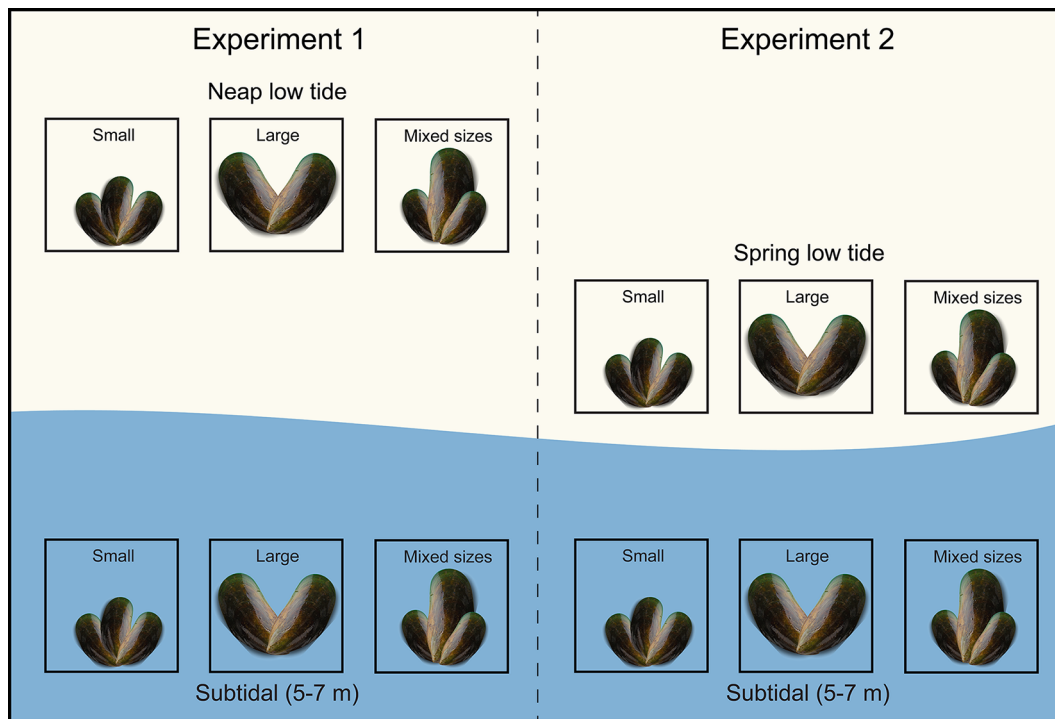 Experiment 1
Experiment 2
Neap low tide
Small
Large
Mixed sizes
Spring low tide
Small
Large
Mixed sizes
Small
Large
Mixed sizes
Subtidal (5-7 m)
Small
Large
Mixed sizes
Subtidal (5-7 m)